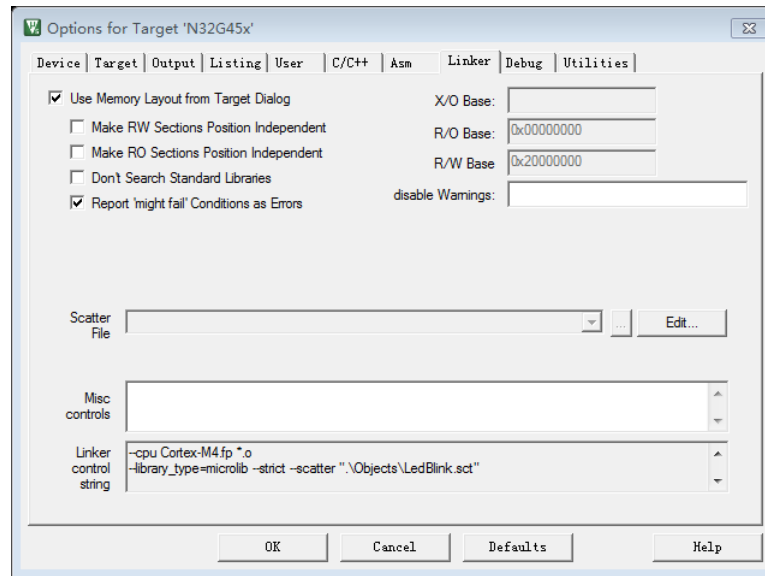 Options for Target 'N32G45x'
Device Target Output Listing User C/C++ Asm Linker Debug Utilities
Use Memory Layout from Target Dialog
Make RW Sections Position Independent
Make RO Sections Position Independent
Don't Search Standard Libraries
Report 'might fail' Conditions as Errors
X/O Base:
R/O Base: 0x00000000
R/W Base 0x20000000
disable Warnings:
Scatter
File
... Edit...
Misc
controls
Linker
control
string
--cpu Cortex-M4.fp *.o
--library_type=microlib --strict --scatter ".\Objects\LedBlink.sct"
OK Cancel Defaults Help